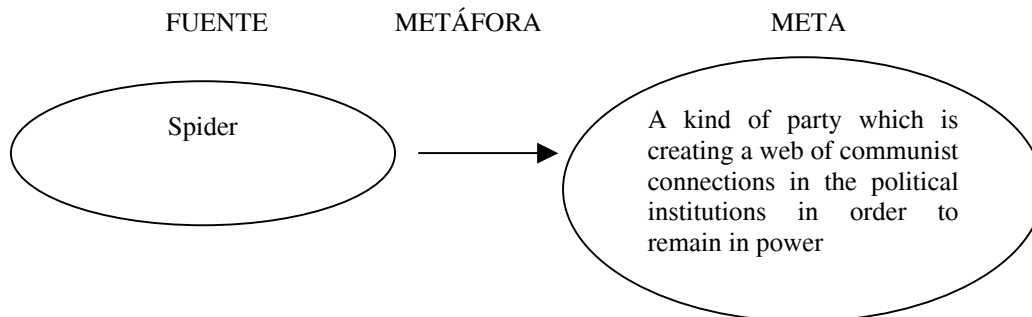 FUENTE METÁFORA META
Spider
A kind of party which is
creating a web of communist
connections in the political
institutions in order to
remain in power